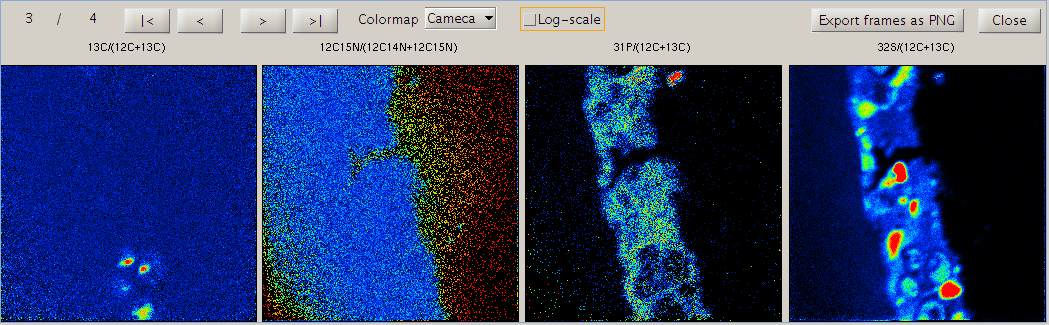 3 / 4 |< < > >| Colormap Cameca Log-scale Export frames as PNG Close
13C/(12C+13C) 12C15N/(12C14N+12C15N) 31P/(12C+13C) 32S/(12C+13C)